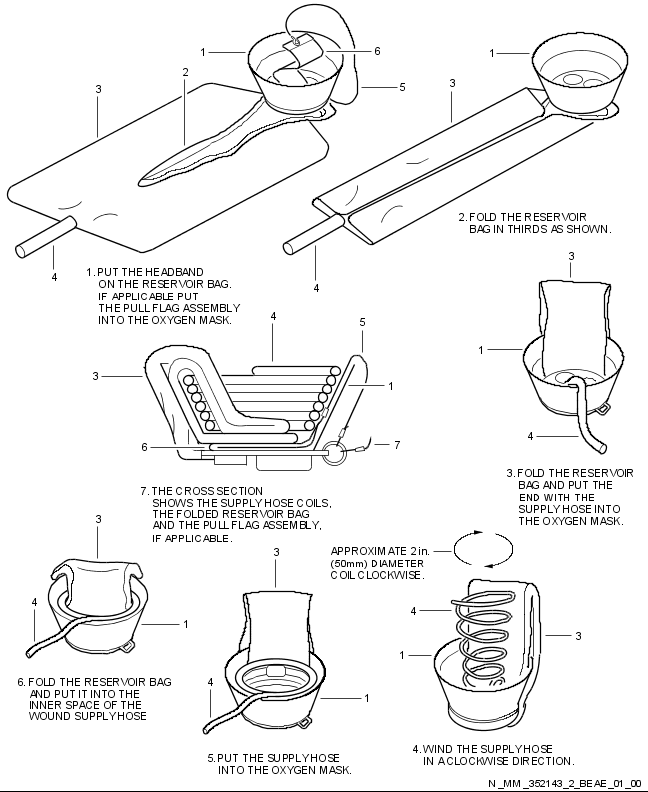 1
6
5
2
3
4
1. PUT THE HEADBAND
ON THE RESERVOIR BAG.
IF APPLICABLE PUT
THE PULL FLAG ASSEMBLY
INTO THE OXYGEN MASK.
1
3
4
2. FOLD THE RESERVOIR
BAG IN THIRDS AS SHOWN.
3
1
4
3. FOLD THE RESERVOIR
BAG AND PUT THE
END WITH THE
SUPPLY HOSE INTO
THE OXYGEN MASK.
4
5
3
1
6
7
7. THE CROSS SECTION
SHOWS THE SUPPLY HOSE COILS,
THE FOLDED RESERVOIR BAG
AND THE PULL FLAG ASSEMBLY,
IF APPLICABLE.
APPROXIMATE 2 in.
(50mm) DIAMETER
COIL CLOCKWISE.
4
3
1
4. WIND THE SUPPLY HOSE
IN A CLOCKWISE DIRECTION.
3
4
1
5. PUT THE SUPPLY HOSE
INTO THE OXYGEN MASK.
3
4
1
6. FOLD THE RESERVOIR BAG
AND PUT IT INTO THE
INNER SPACE OF THE
WOUND SUPPLY HOSE
N_MM_352143_2_BEAE_01_00